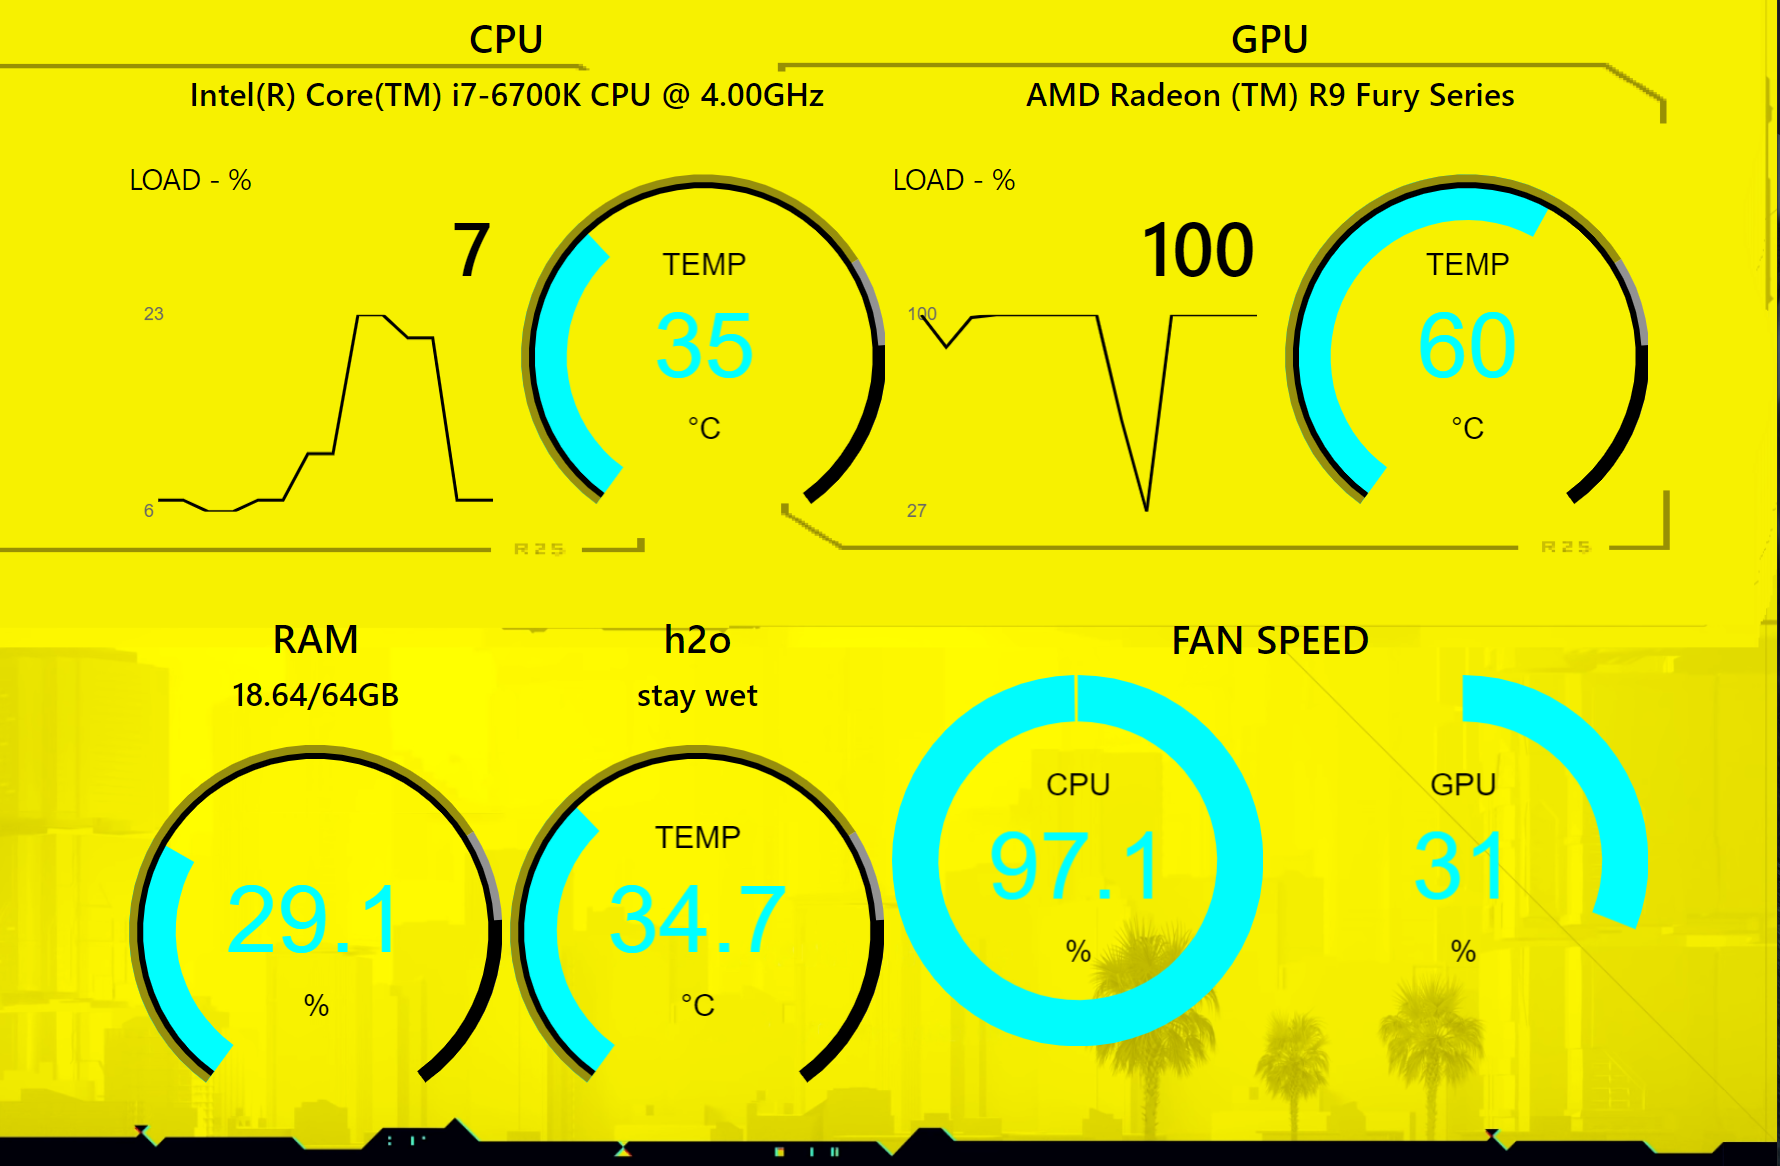 CPU
Intel(R) Core(TM) i7-6700K CPU @ 4.00GHz
LOAD - %
7
23
6
TEMP
35
°C
R25
GPU
AMD Radeon (TM) R9 Fury Series
LOAD - %
100
100
27
TEMP
60
°C
R25
RAM
18.64/64GB
29.1
%
h2o
stay wet
TEMP
34.7
°C
FAN SPEED
CPU
97.1
%
GPU
31
%